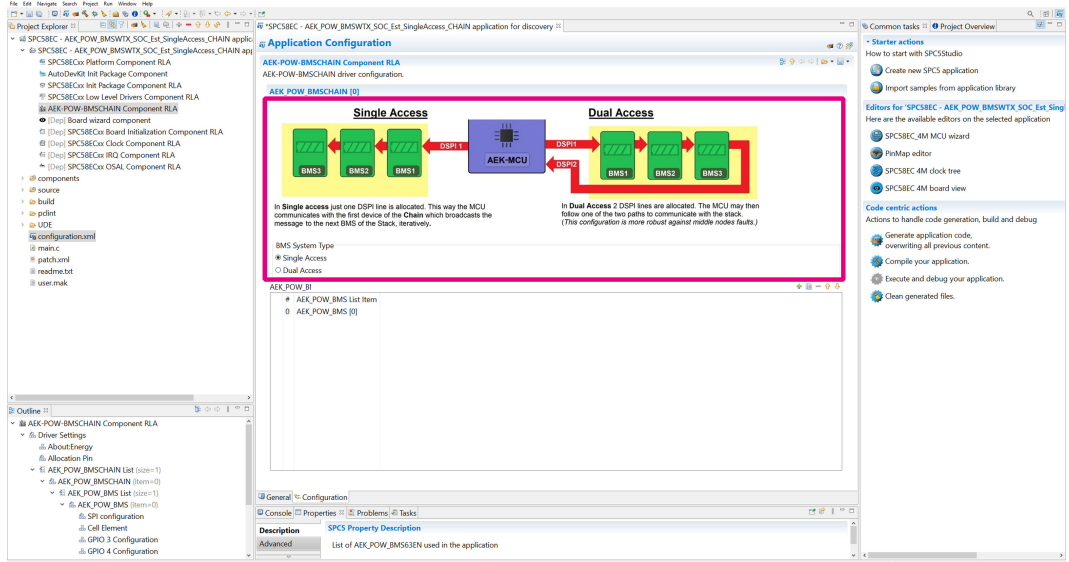 File Edit Navigate Search Project Run Window Help
Project Explorer
SPC58EC - AEK_POW_BMSWTX_SOC_Est_SingleAccess_CHAIN applic
SPC58EC - AEK_POW_BMSWTX_SOC_Est_SingleAccess_CHAIN app
SPC58ECxx Platform Component RLA
AutoDevKit Init Package Component
SPC58ECxx Init Package Component RLA
SPC58ECxx Low Level Drivers Component RLA
AEK-POW-BMSCHAIN Component RLA
[Dep] Board wizard component
[Dep] SPC58ECxx Board Initialization Component RLA
[Dep] SPC58ECxx Clock Component RLA
[Dep] SPC58ECxx IRQ Component RLA
[Dep] SPC58ECxx OSAL Component RLA
components
source
build
pclint
UDE
configuration.xml
main.c
patch.xml
readme.txt
user.mak
Outline
AEK-POW-BMSCHAIN Component RLA
Driver Settings
About:Energy
Allocation Pin
AEK_POW_BMSCHAIN List (size=1)
AEK_POW_BMSCHAIN (item=0)
AEK_POW_BMS List (size=1)
AEK_POW_BMS (item=0)
SPI configuration
Cell Element
GPIO 3 Configuration
GPIO 4 Configuration
*SPC58EC - AEK_POW_BMSWTX_SOC_Est_SingleAccess_CHAIN application for discovery
Application Configuration
AEK-POW-BMSCHAIN Component RLA
AEK-POW-BMSCHAIN driver configuration.
AEK_POW_BMSCHAIN [0]
Single Access
Dual Access
BMS3 BMS2 BMS1
DSPI 1
AEK-MCU
DSPI1
DSPI2
BMS1 BMS2 BMS3
In Single access just one DSPI line is allocated. This way the MCU
communicates with the first device of the Chain which broadcasts the
message to the next BMS of the Stack, iteratively.
In Dual Access 2 DSPI lines are allocated. The MCU may then
follow one of the two paths to communicate with the stack.
(This configuration is more robust against middle nodes faults.)
BMS System Type
Single Access
Dual Access
AEK_POW_BI
# AEK_POW_BMS List Item
0 AEK_POW_BMS [0]
General Configuration
Console Properties Problems Tasks
Description
Advanced
SPC5 Property Description
List of AEK_POW_BMS63EN used in the application
Common tasks Project Overview
Starter actions
How to start with SPC5Studio
Create new SPC5 application
Import samples from application library
Editors for 'SPC58EC - AEK_POW_BMSWTX_SOC_Est_Singl
Here are the available editors on the selected application
SPC58EC_4M MCU wizard
PinMap editor
SPC58EC 4M clock tree
SPC58EC 4M board view
Code centric actions
Actions to handle code generation, build and debug
Generate application code,
overwriting all previous content.
Compile your application.
Execute and debug your application.
Clean generated files.